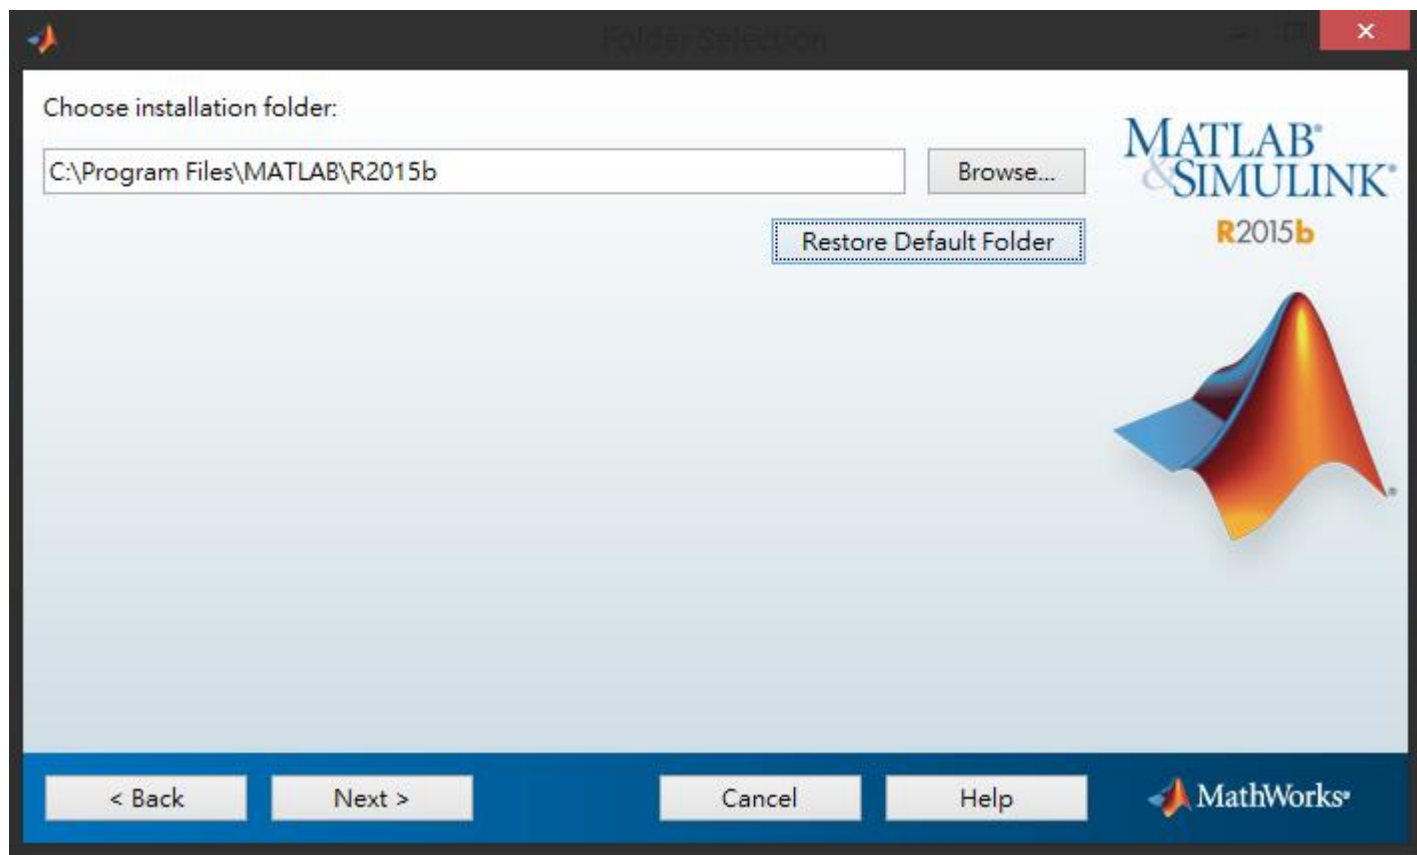 Folder Selection
Choose installation folder:
C:\Program Files\MATLAB\R2015b
Browse...
Restore Default Folder
MATLAB®
&SIMULINK®
R2015b
< Back
Next >
Cancel
Help
MathWorks®